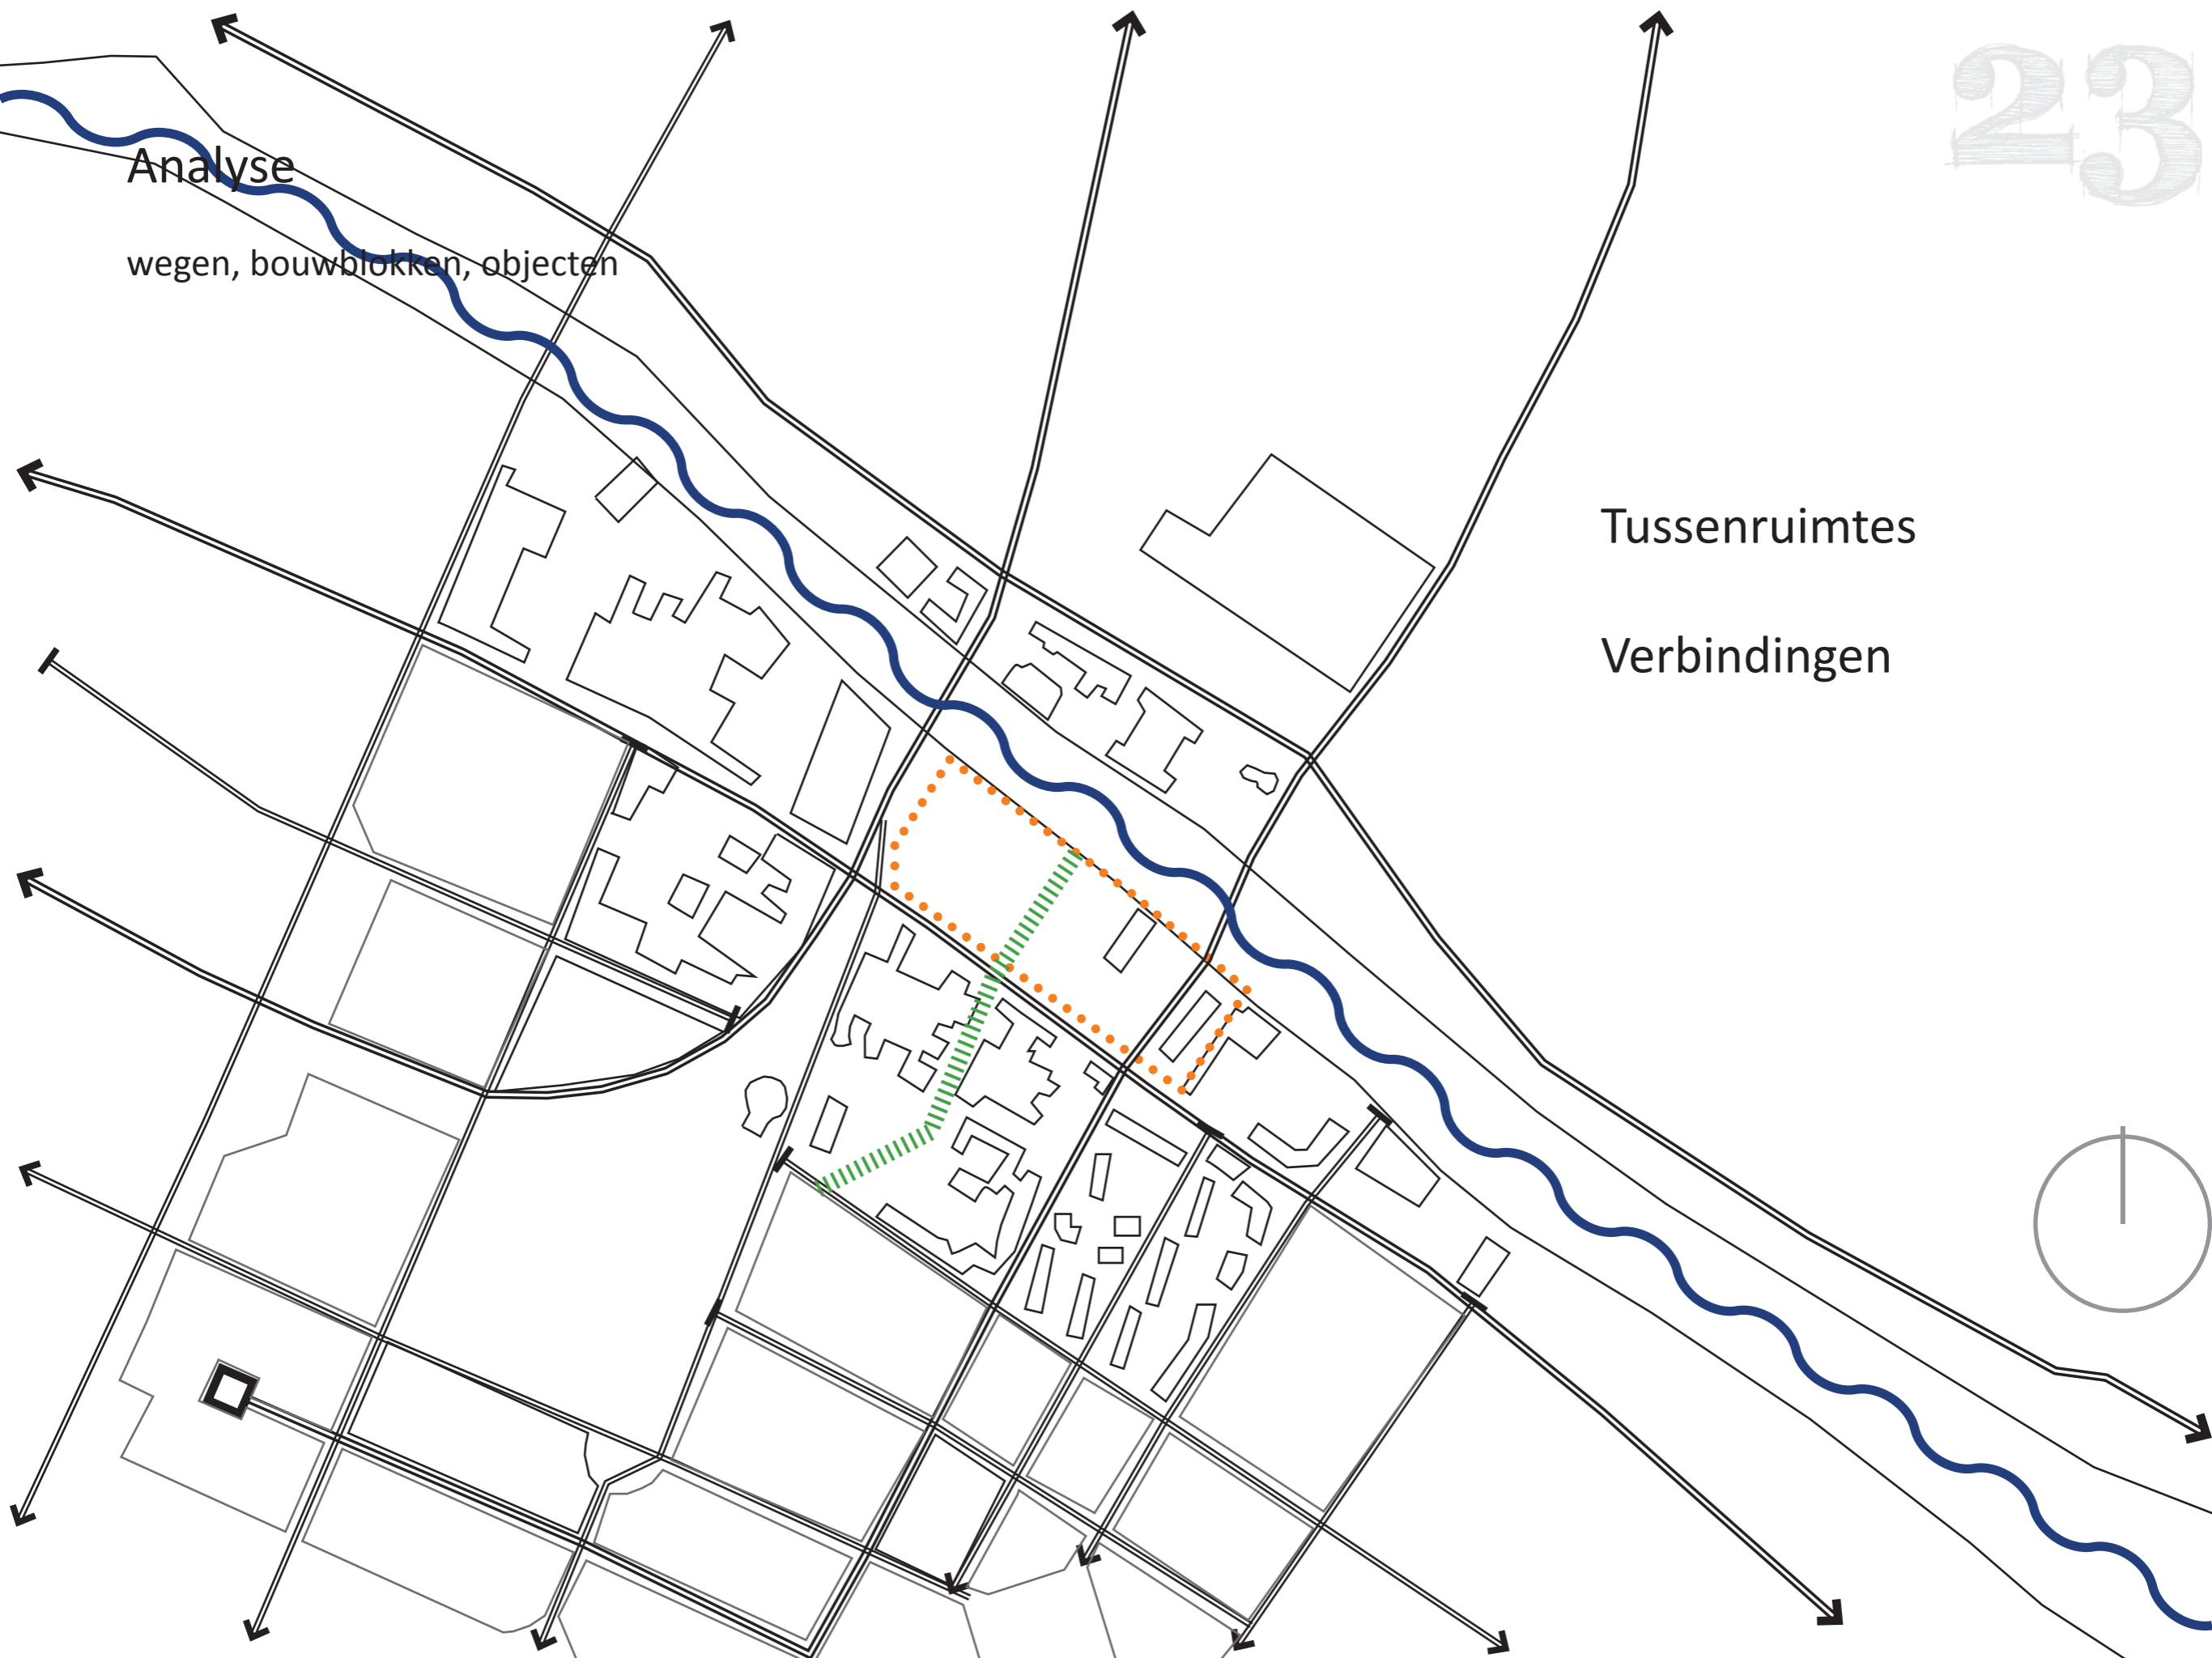 23
Analyse
wegen, bouwblokken, objecten
Tussenruimtes
Verbindingen